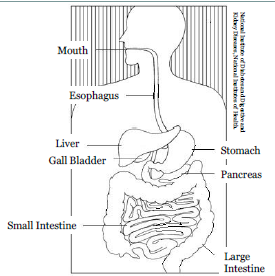 National Institute of Diabetes and Digestive and
Kidney Diseases, National Institutes of Health.
Mouth
Esophagus
Liver
Gall Bladder
Stomach
Pancreas
Small Intestine
Large
Intestine